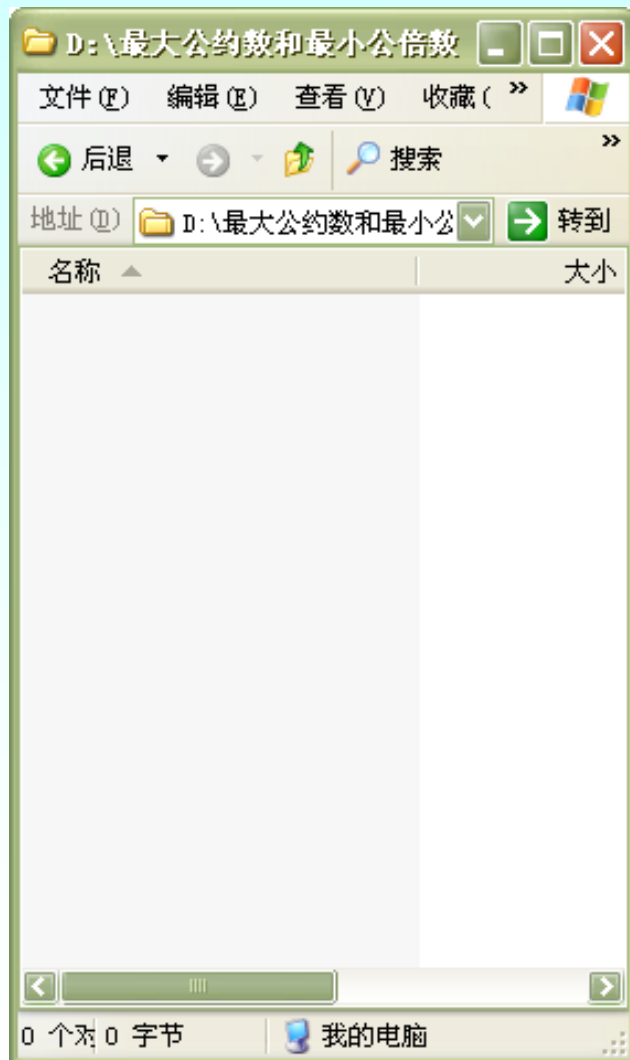 D:\最大公约数和最小公倍数
文件(F) 编辑(E) 查看(V) 收藏( »
后退 搜索 »
地址(D) D:\最大公约数和最小公 转到
名称 大小
0 个对 0 字节 我的电脑